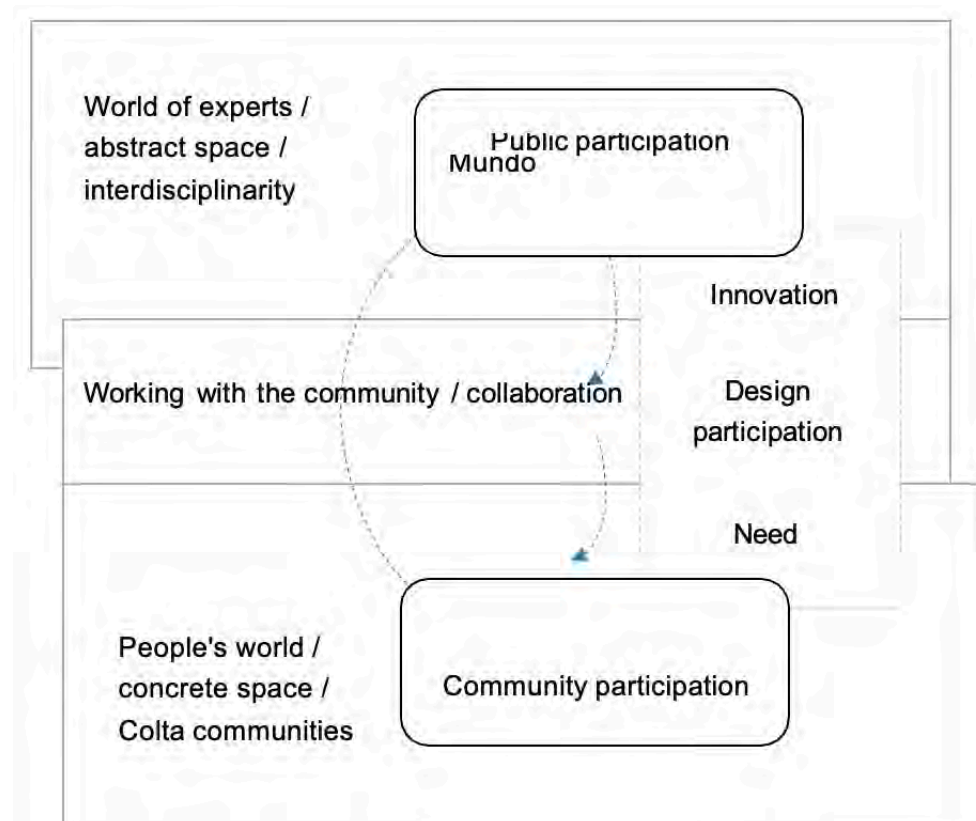 World of experts /
abstract space /
interdisciplinarity
Public participation
Mundo
Innovation
Working with the community / collaboration
Design
participation
Need
People's world /
concrete space /
Colta communities
Community participation